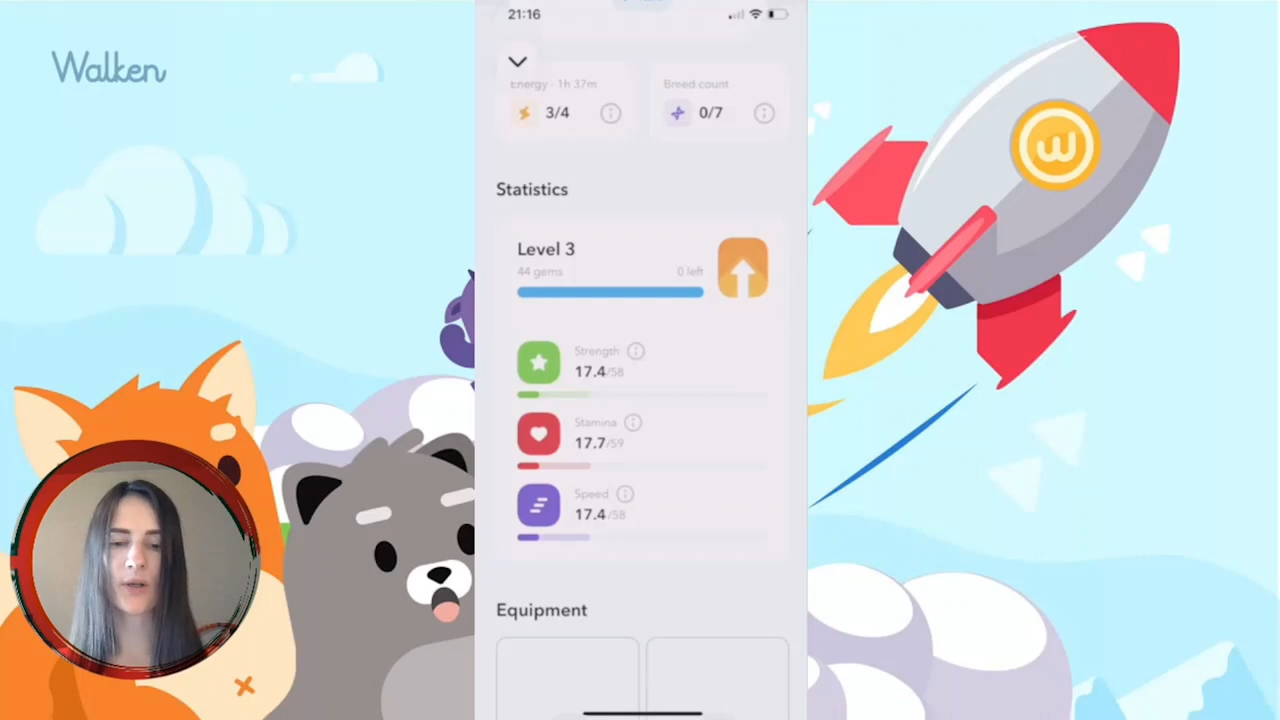 Walken
21:16
Energy - 1h 37m
3/4
Breed count
0/7
Statistics
Level 3
44 gems
0 left
Strength
17.4/58
Stamina
17.7/59
Speed
17.4/58
Equipment
w